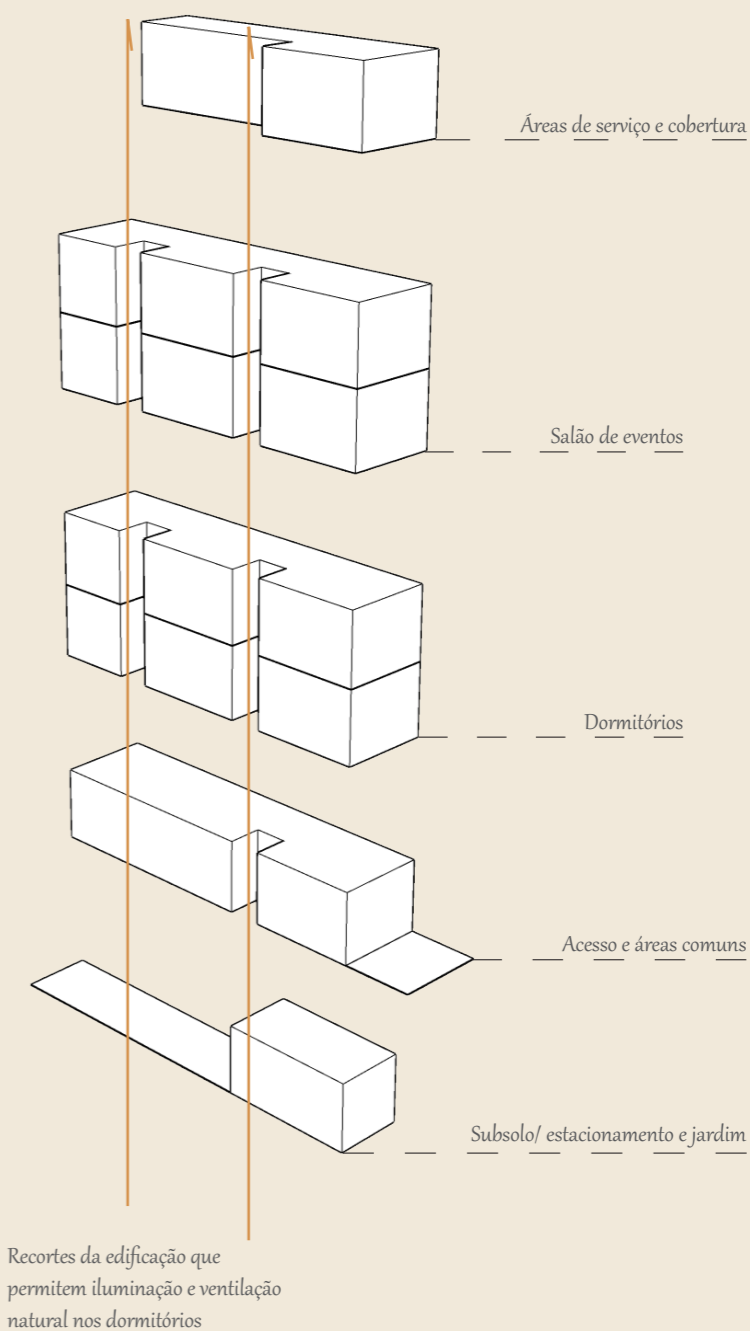 Áreas de serviço e cobertura
Salão de eventos
Dormitórios
Acesso e áreas comuns
Subsolo/ estacionamento e jardim
Recortes da edificação que
permitem iluminação e ventilação
natural nos dormitórios